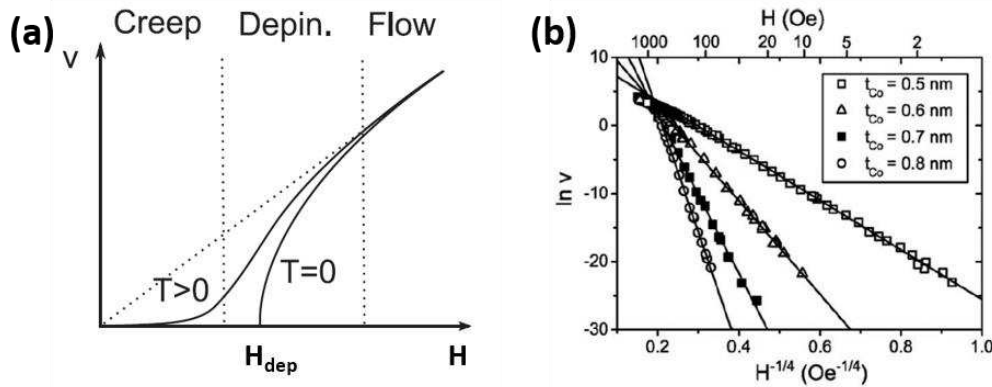 (a)
Creep Depin. Flow
v
T>0
T=0
H_dep
H
(b)
H (Oe)
1000 100 20 10 5 2
10
0
-10
-20
-30
ln v
t_Co = 0.5 nm
t_Co = 0.6 nm
t_Co = 0.7 nm
t_Co = 0.8 nm
0.2 0.4 0.6 0.8 1.0
H^-1/4 (Oe^-1/4)